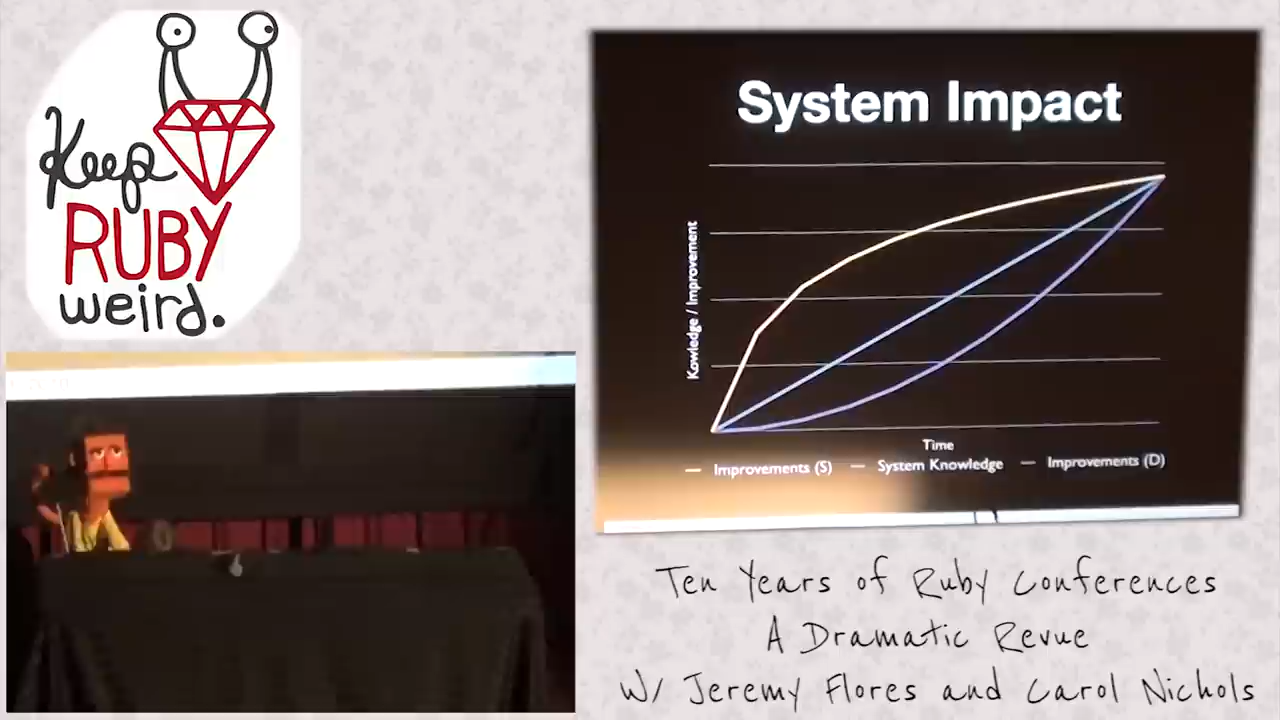 Keep
RUBY
weird.
System Impact
Kowledge / Improvement
Time
Improvements (S)
System Knowledge
Improvements (D)
Ten Years of Ruby Conferences
A Dramatic Revue
W/ Jeremy Flores and Carol Nichols